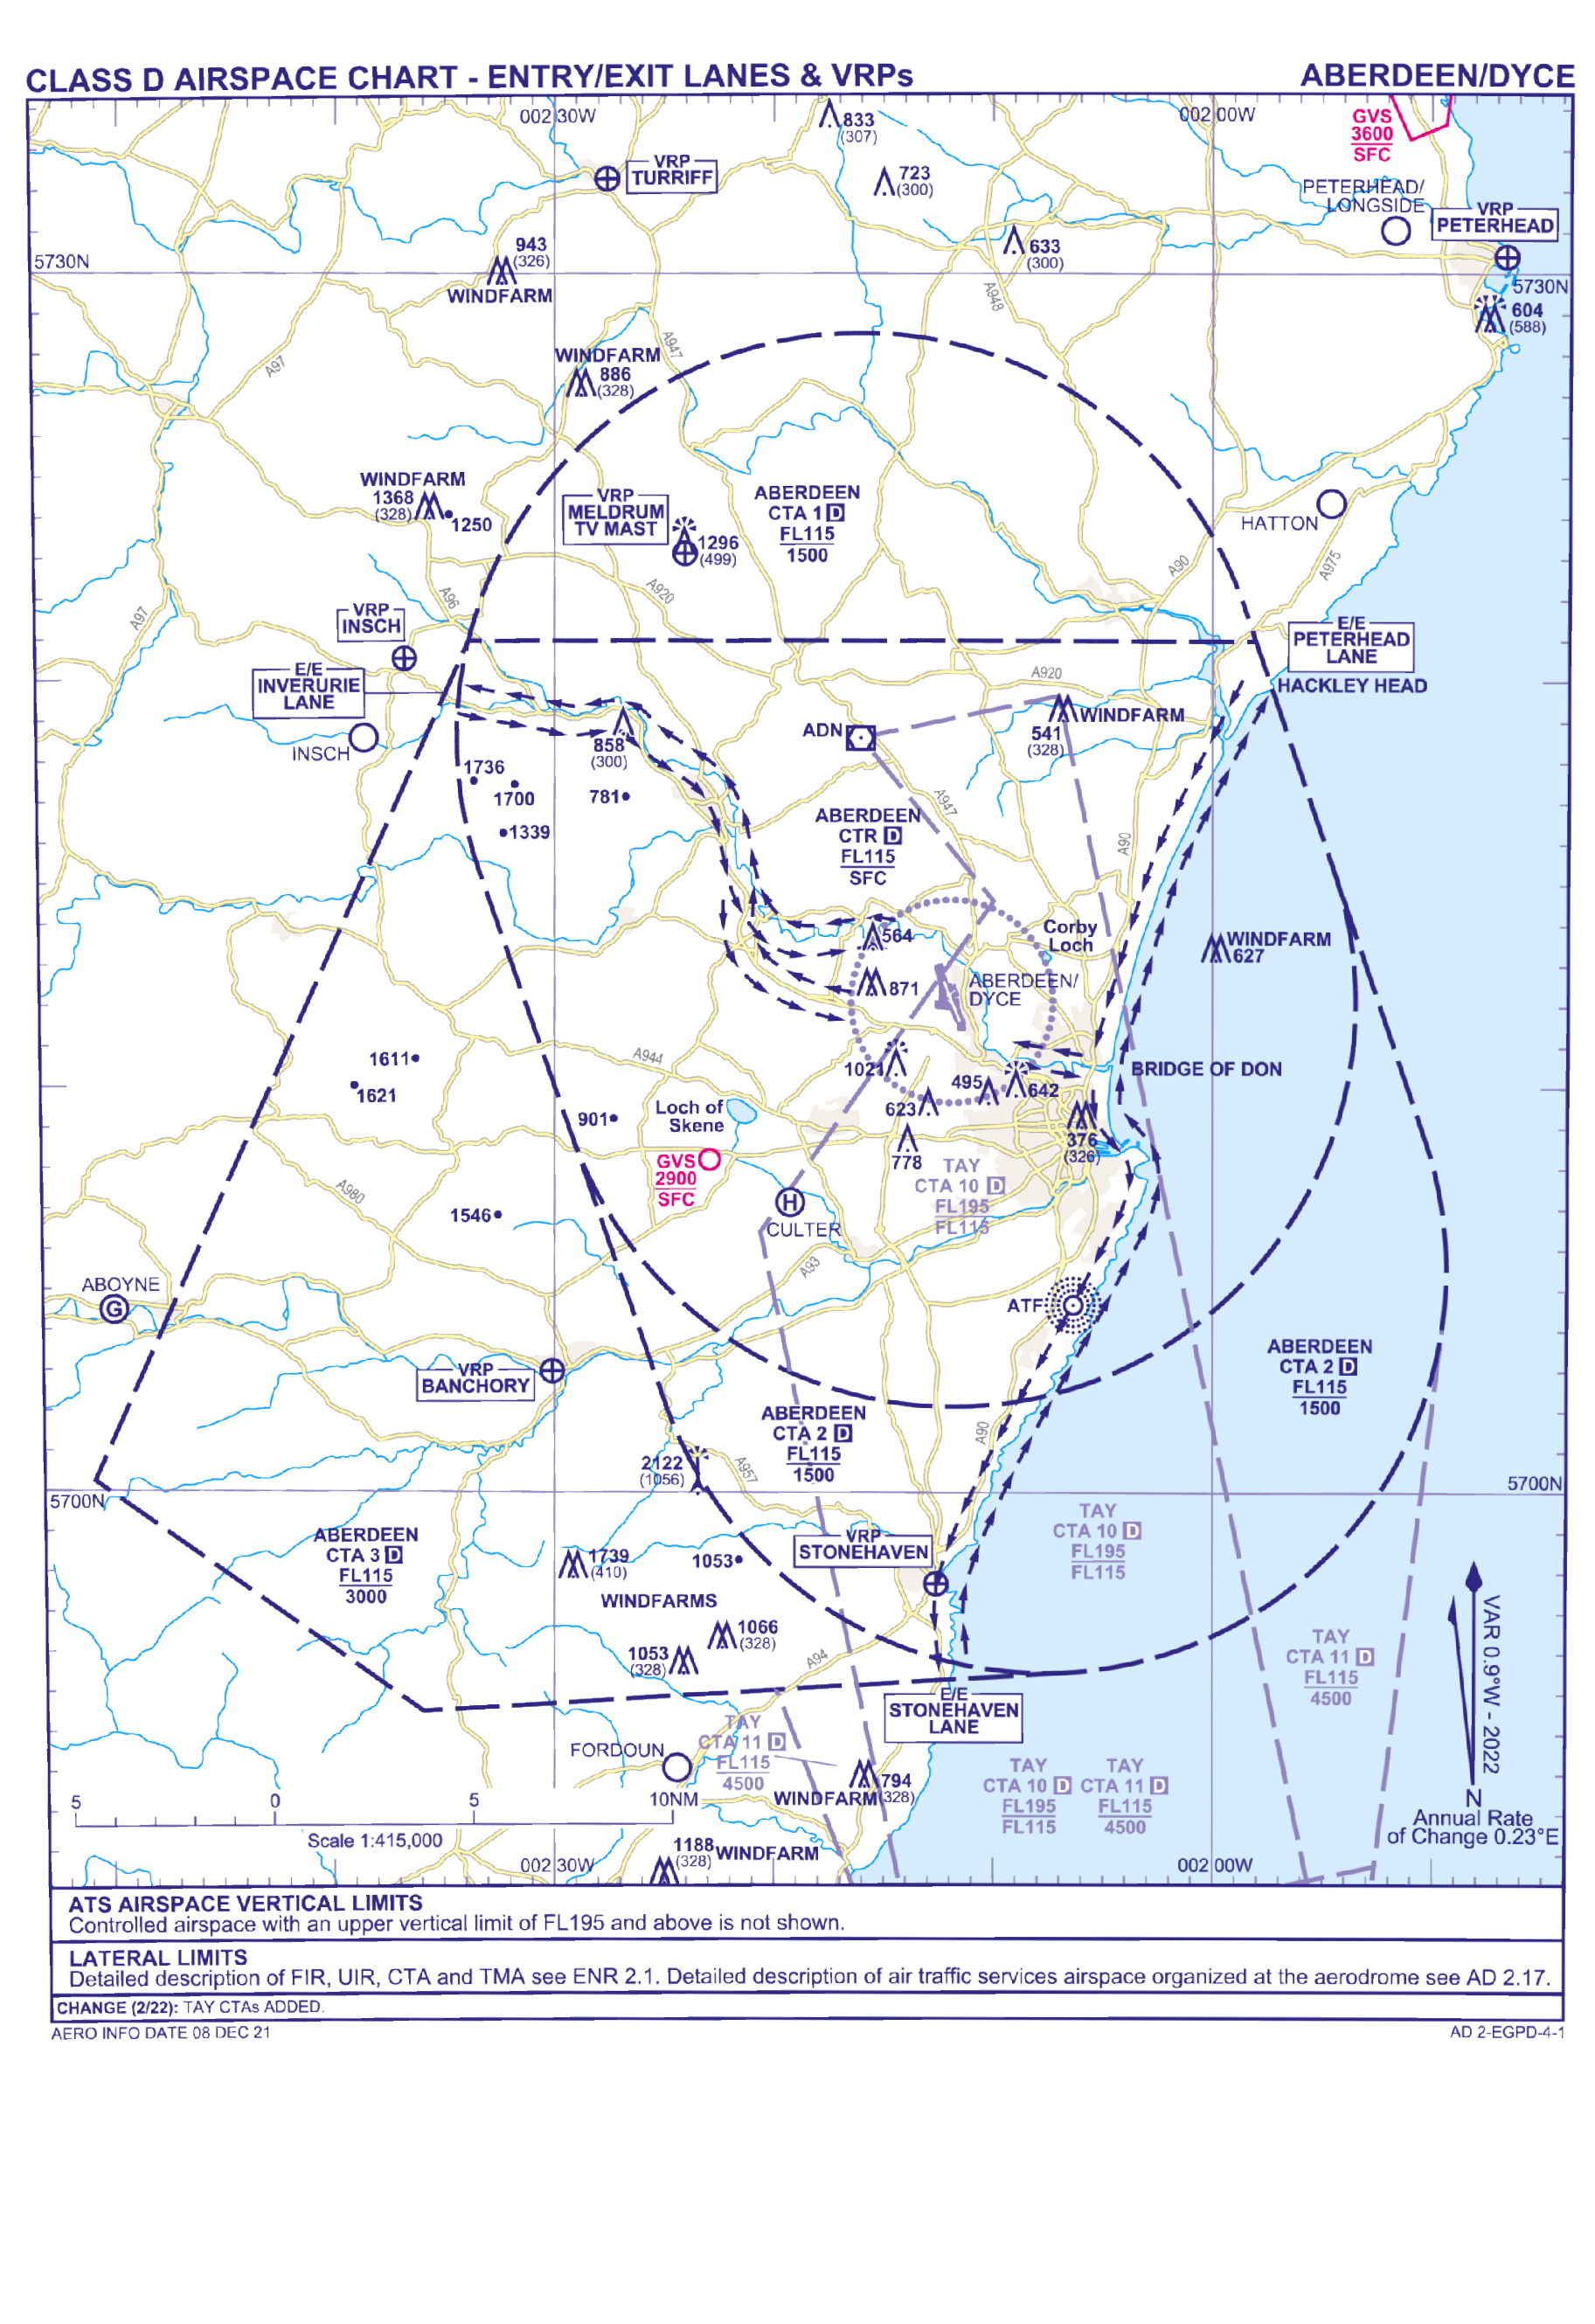 CLASS D AIRSPACE CHART - ENTRY/EXIT LANES & VRPs
ABERDEEN/DYCE
002 30W
002 00W
833
(307)
GVS
3600
SFC
VRP
TURRIFF
723
(300)
PETERHEAD/
LONGSIDE
VRP
PETERHEAD
943
(326)
WINDFARM
633
(300)
5730N
5730N
A948
604
(588)
A97
A947
WINDFARM
886
(328)
WINDFARM
1368
(328)
1250
VRP
MELDRUM
TV MAST
1296
(499)
ABERDEEN
CTA 1 D
FL115
1500
HATTON
A90
A975
A97
A96
A920
VRP
INSCH
E/E
PETERHEAD
LANE
HACKLEY HEAD
E/E
INVERURIE
LANE
A920
WINDFARM
541
(328)
ADN
INSCH
858
(300)
1736
1700
781
1339
A947
A90
ABERDEEN
CTR D
FL115
SFC
564
Corby
Loch
WINDFARM
627
871
ABERDEEN/
DYCE
1611
1621
A944
1021
BRIDGE OF DON
495
642
623
901
Loch of
Skene
376
(326)
778
GVS
2900
SFC
TAY
CTA 10 D
FL195
FL115
A980
1546
H
CULTER
A93
ABOYNE
G
ATF
ABERDEEN
CTA 2 D
FL115
1500
VRP
BANCHORY
ABERDEEN
CTA 2 D
FL115
1500
A90
2122
(1056)
A957
5700N
5700N
TAY
CTA 10 D
FL195
FL115
ABERDEEN
CTA 3 D
FL115
3000
VRP
STONEHAVEN
1739
(410)
1053
WINDFARMS
1066
(328)
1053
(328)
A94
TAY
CTA 11 D
FL115
4500
VAR 0.9°W - 2022
E/E
STONEHAVEN
LANE
FORDOUN
TAY
CTA 11 D
FL115
4500
794
(328)
WINDFARM
TAY
CTA 10 D
FL195
FL115
TAY
CTA 11 D
FL115
4500
N
Annual Rate
of Change 0.23°E
5
0
5
10NM
Scale 1:415,000
1188
(328)
WINDFARM
002 30W
002 00W
ATS AIRSPACE VERTICAL LIMITS
Controlled airspace with an upper vertical limit of FL195 and above is not shown.
LATERAL LIMITS
Detailed description of FIR, UIR, CTA and TMA see ENR 2.1. Detailed description of air traffic services airspace organized at the aerodrome see AD 2.17.
CHANGE (2/22): TAY CTAs ADDED.
AERO INFO DATE 08 DEC 21
AD 2-EGPD-4-1